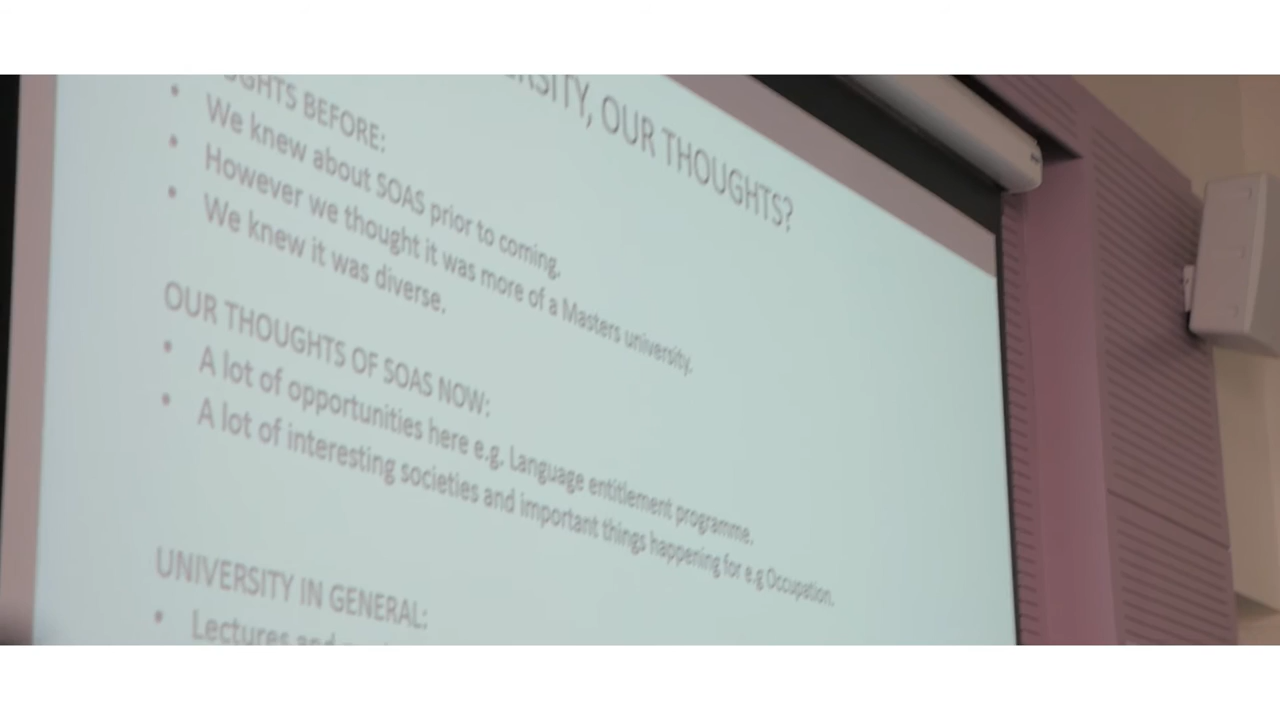 OUR THOUGHTS?
BEFORE:
We knew about SOAS prior to coming.
However we thought it was more of a Masters university.
We knew it was diverse.
OUR THOUGHTS OF SOAS NOW:
A lot of opportunities here e.g. Language entitlement programme.
A lot of interesting societies and important things happening for e.g Occupation.
UNIVERSITY IN GENERAL:
Lectures and